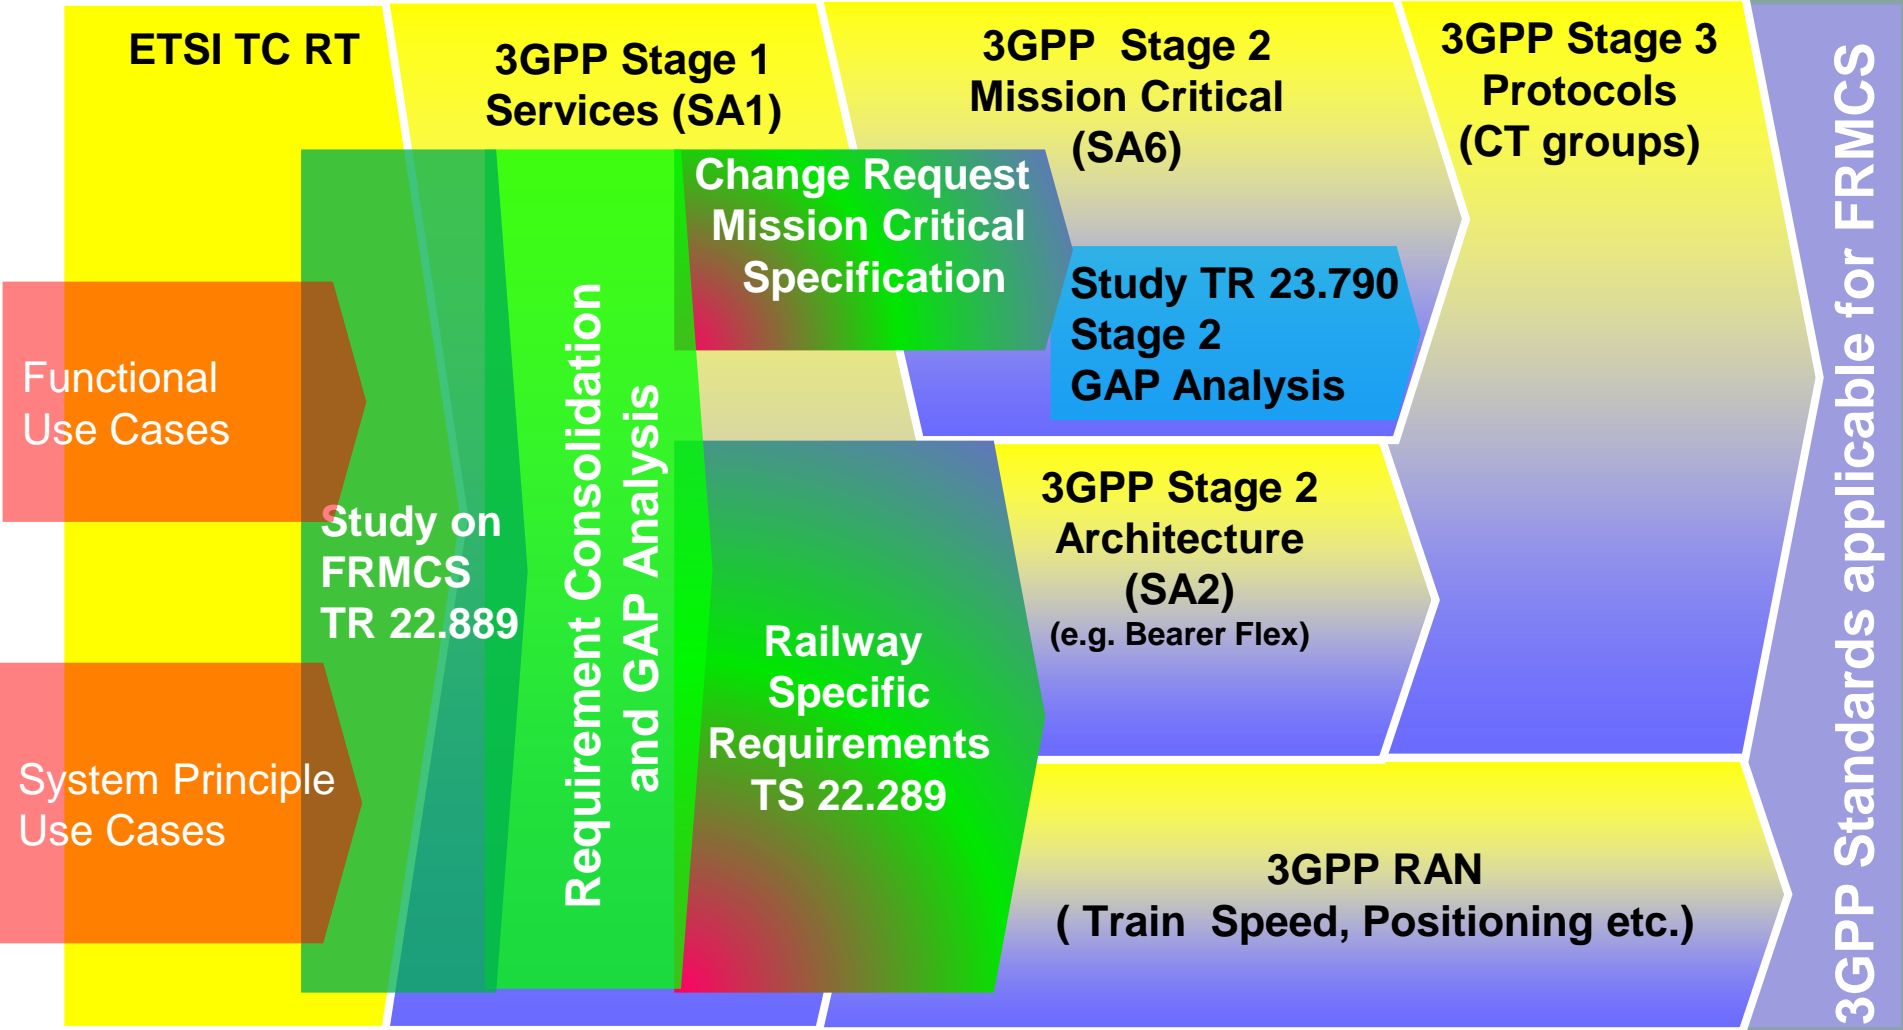 ETSI TC RT
3GPP Stage 1
Services (SA1)
3GPP Stage 2
Mission Critical
(SA6)
3GPP Stage 3
Protocols
(CT groups)
Change Request
Mission Critical
Specification
Study TR 23.790
Stage 2
GAP Analysis
Functional
Use Cases
Study on
FRMCS
TR 22.889
Requirement Consolidation
and GAP Analysis
3GPP Stage 2
Architecture
(SA2)
(e.g. Bearer Flex)
Railway
Specific
Requirements
TS 22.289
System Principle
Use Cases
3GPP RAN
( Train Speed, Positioning etc.)
3GPP Standards applicable for FRMCS